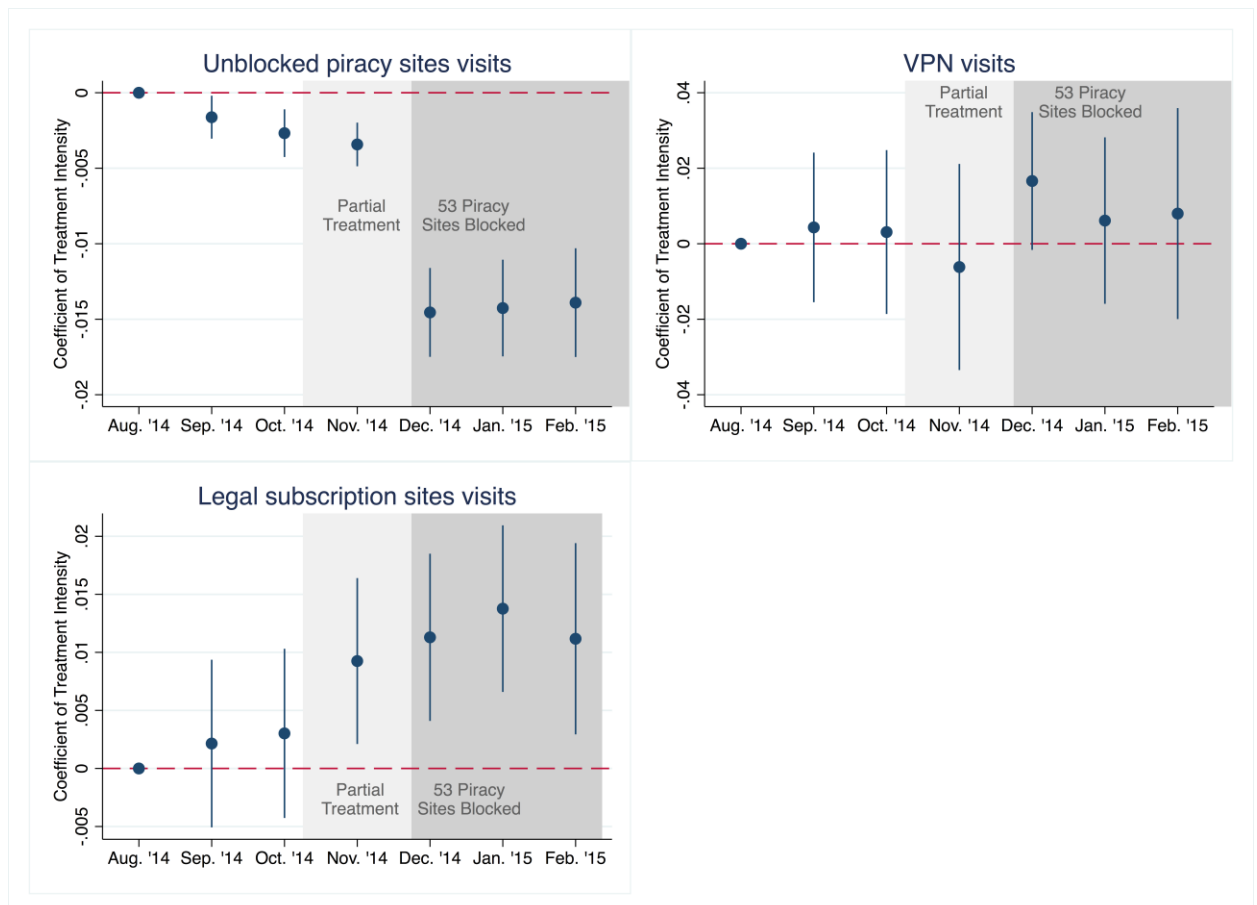 Unblocked piracy sites visits
Coefficient of Treatment Intensity
0
-.005
-.01
-.015
-.02
Partial
Treatment
53 Piracy
Sites Blocked
Aug. '14 Sep. '14 Oct. '14 Nov. '14 Dec. '14 Jan. '15 Feb. '15
VPN visits
Coefficient of Treatment Intensity
.04
.02
0
-.02
-.04
Partial
Treatment
53 Piracy
Sites Blocked
Aug. '14 Sep. '14 Oct. '14 Nov. '14 Dec. '14 Jan. '15 Feb. '15
Legal subscription sites visits
Coefficient of Treatment Intensity
.02
.015
.01
.005
0
-.005
Partial
Treatment
53 Piracy
Sites Blocked
Aug. '14 Sep. '14 Oct. '14 Nov. '14 Dec. '14 Jan. '15 Feb. '15